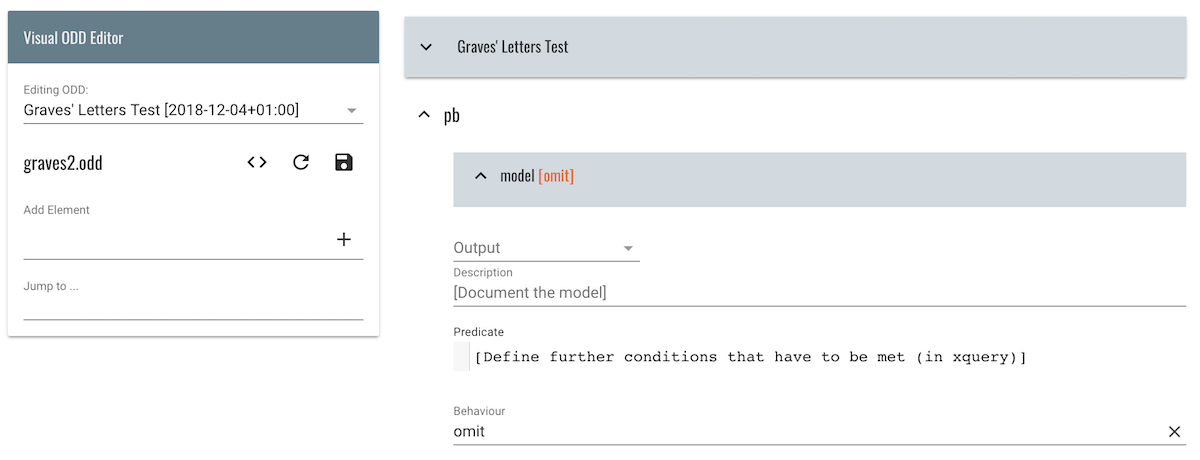 Visual ODD Editor
Editing ODD:
Graves' Letters Test [2018-12-04+01:00]
graves2.odd
Add Element
Jump to ...
Graves' Letters Test
pb
model [omit]
Output
Description
[Document the model]
Predicate
[Define further conditions that have to be met (in xquery)]
Behaviour
omit